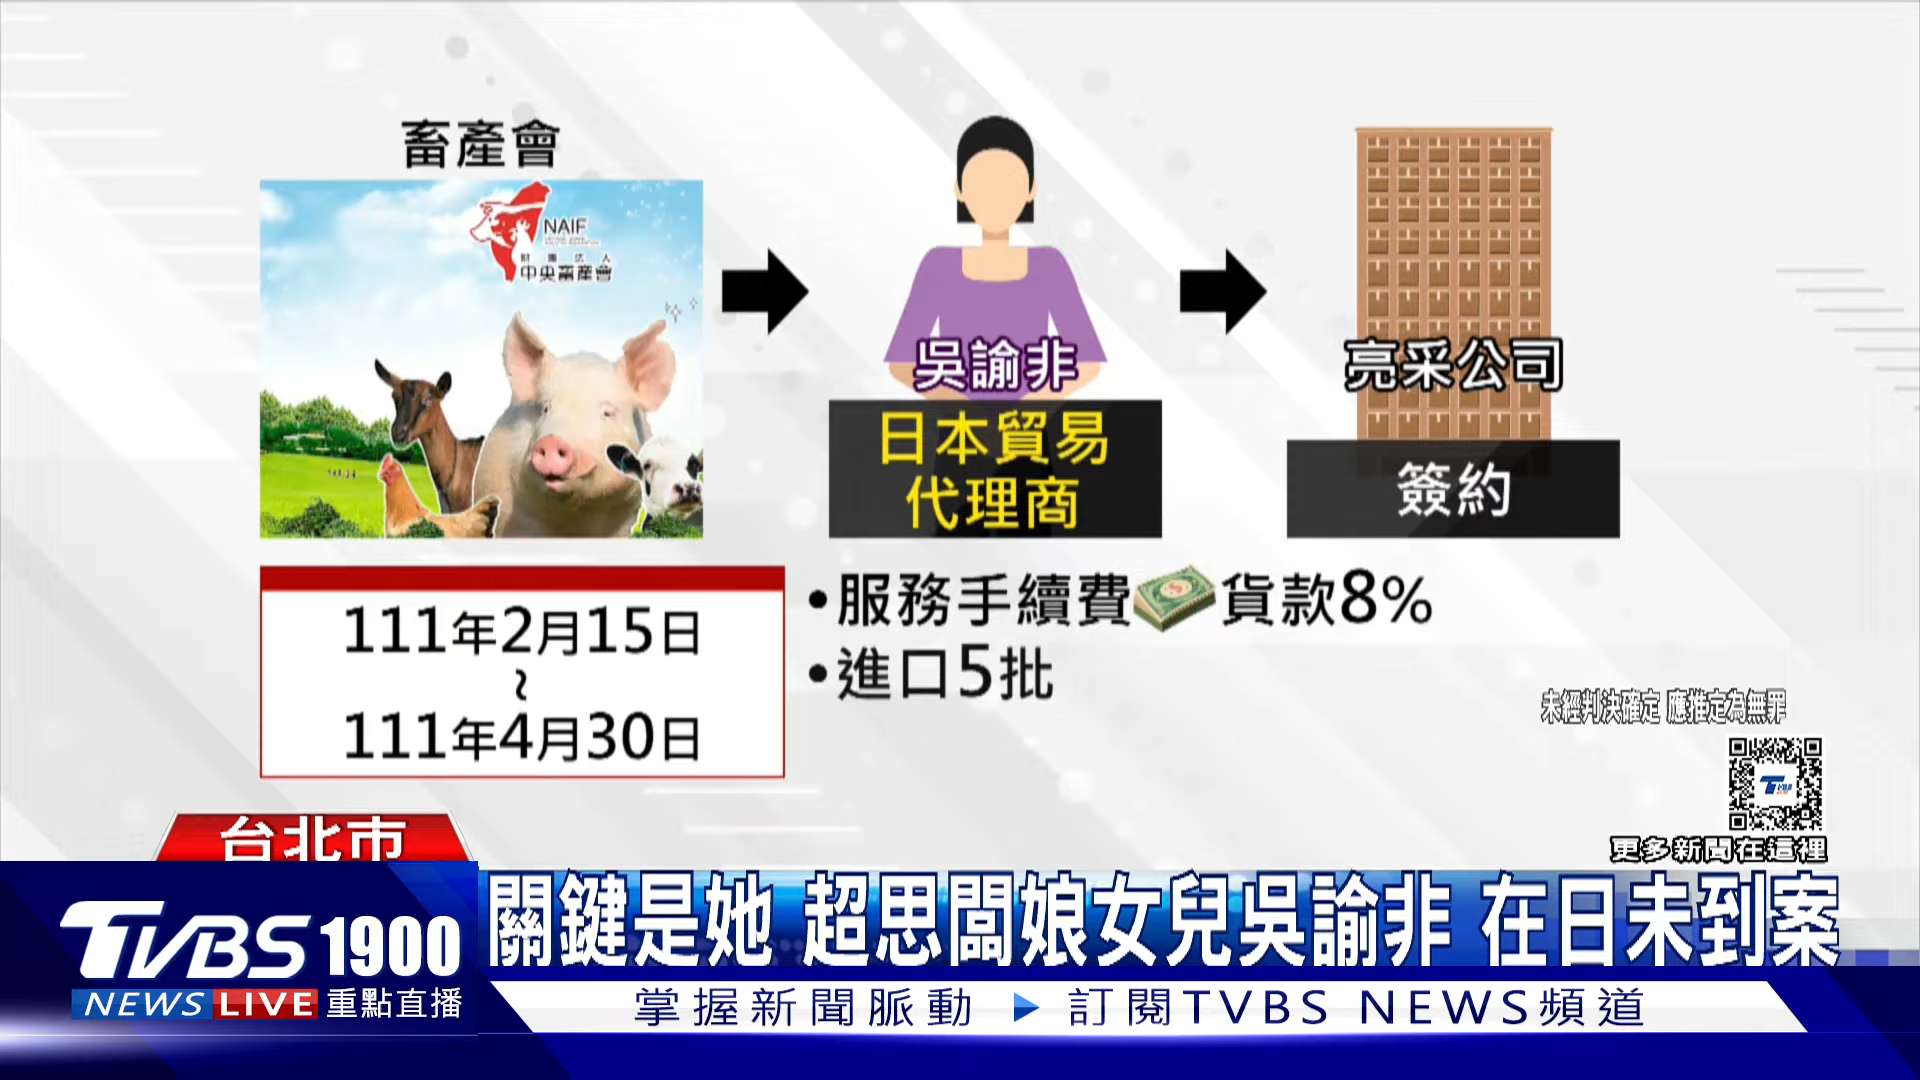 畜產會
NAIF
財團法人
中央畜產會
吳諭非
日本貿易
代理商
亮采公司
簽約
111年2月15日
~
111年4月30日
•服務手續費 貨款8%
•進口5批
未經判決確定 應推定為無罪
TVBS
更多新聞在這裡
台北市
TVBS 1900
NEWS LIVE 重點直播
關鍵是她 超思闆娘女兒吳諭非 在日未到案
掌握新聞脈動 ▶ 訂閱TVBS NEWS頻道